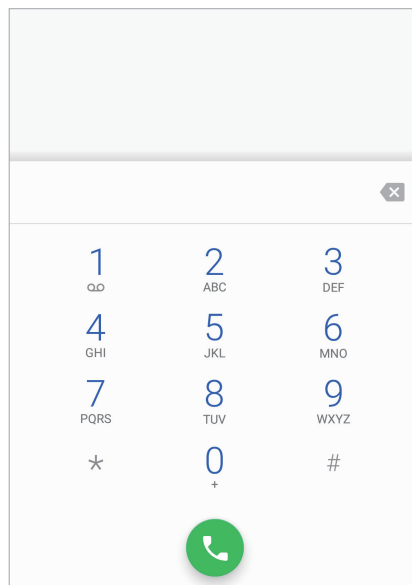 1 2 3
ABC DEF
4 5 6
GHI JKL MNO
7 8 9
PQRS TUV WXYZ
* 0 #
+